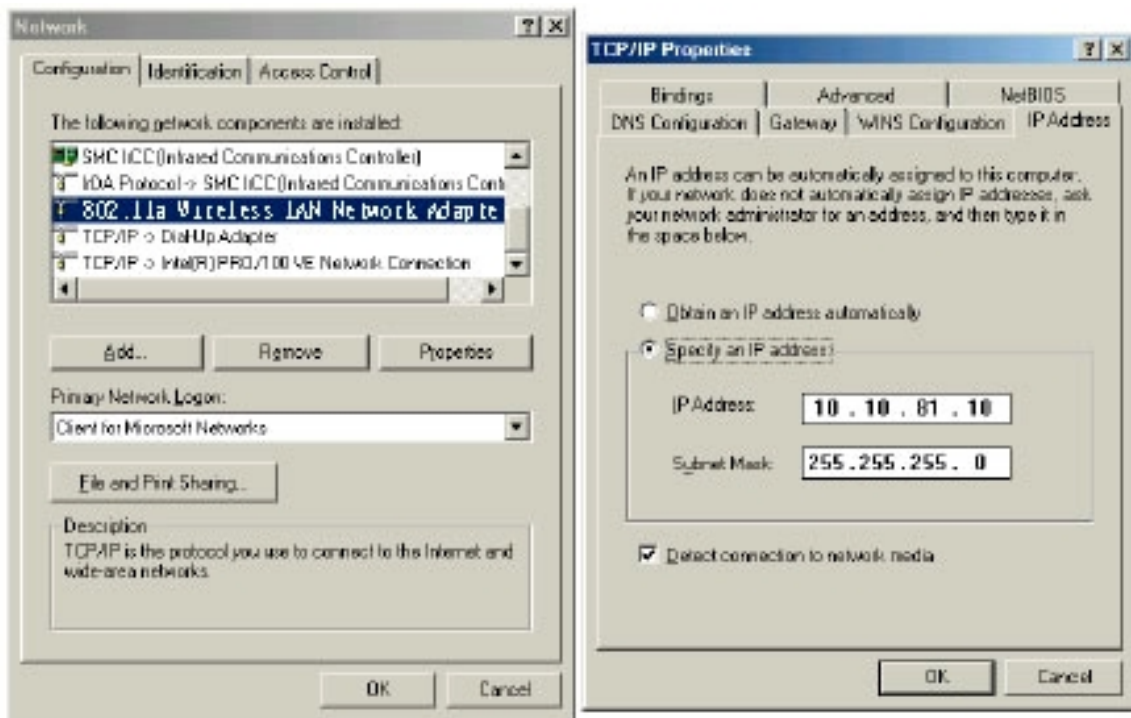 Network
Configuration
Identification
Access Control
The following network components are installed:
SMC IrCC (Infrared Communications Controller)
IrDA Protocol -> SMC IrCC (Infrared Communications Cont
802.11a Wireless LAN Network Adapte
TCP/IP -> Dial-Up Adapter
TCP/IP -> Intel(R) PRO/100 VE Network Connection
Add...
Remove
Properties
Primary Network Logon:
Client for Microsoft Networks
File and Print Sharing...
Description
TCP/IP is the protocol you use to connect to the Internet and
wide-area networks.
OK
Cancel
TCP/IP Properties
Bindings
Advanced
NetBIOS
DNS Configuration
Gateway
WINS Configuration
IP Address
An IP address can be automatically assigned to this computer.
If your network does not automatically assign IP addresses, ask
your network administrator for an address, and then type it in
the space below.
Obtain an IP address automatically
Specify an IP address:
IP Address: 10 . 10 . 81 . 10
Subnet Mask: 255.255.255. 0
Detect connection to network media
OK
Cancel